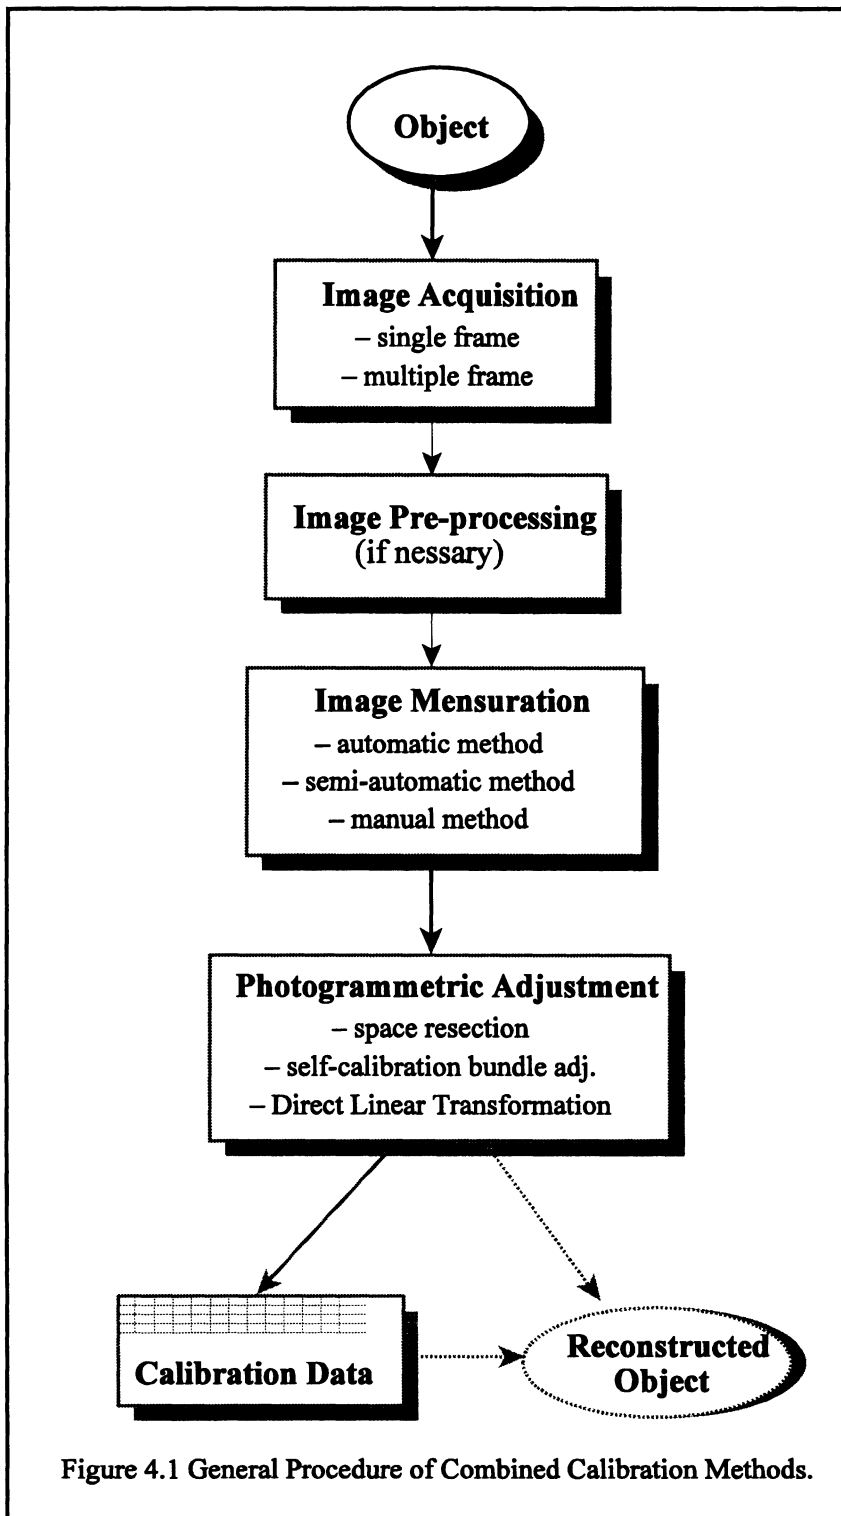 Object
Image Acquisition
– single frame
– multiple frame
Image Pre-processing
(if nessary)
Image Mensuration
– automatic method
– semi-automatic method
– manual method
Photogrammetric Adjustment
– space resection
– self-calibration bundle adj.
– Direct Linear Transformation
Calibration Data
Reconstructed
Object
Figure 4.1 General Procedure of Combined Calibration Methods.